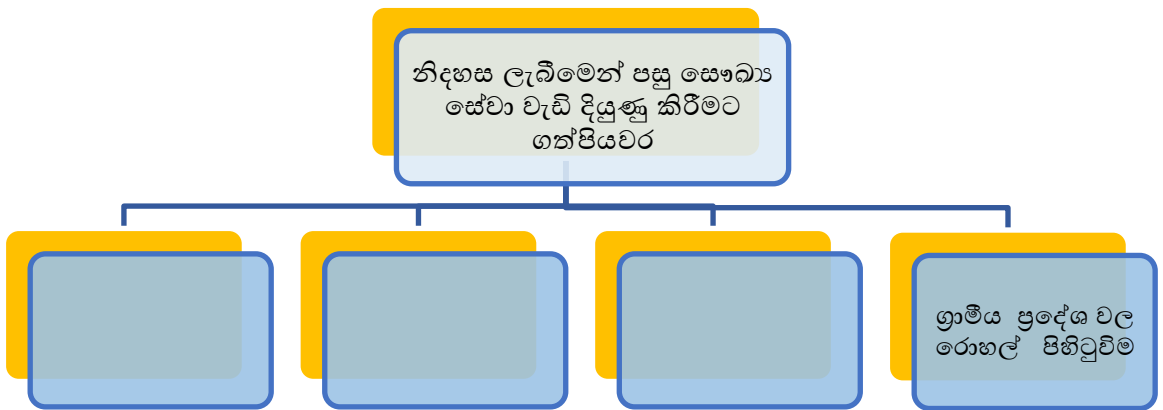 නිදහස ලැබීමෙන් පසු සෞඛ්‍ය
සේවා වැඩි දියුණු කිරීමට
ගත්පියවර
ග්‍රාමීය ප්‍රදේශ වල
රොහල් පිහිටුවිම